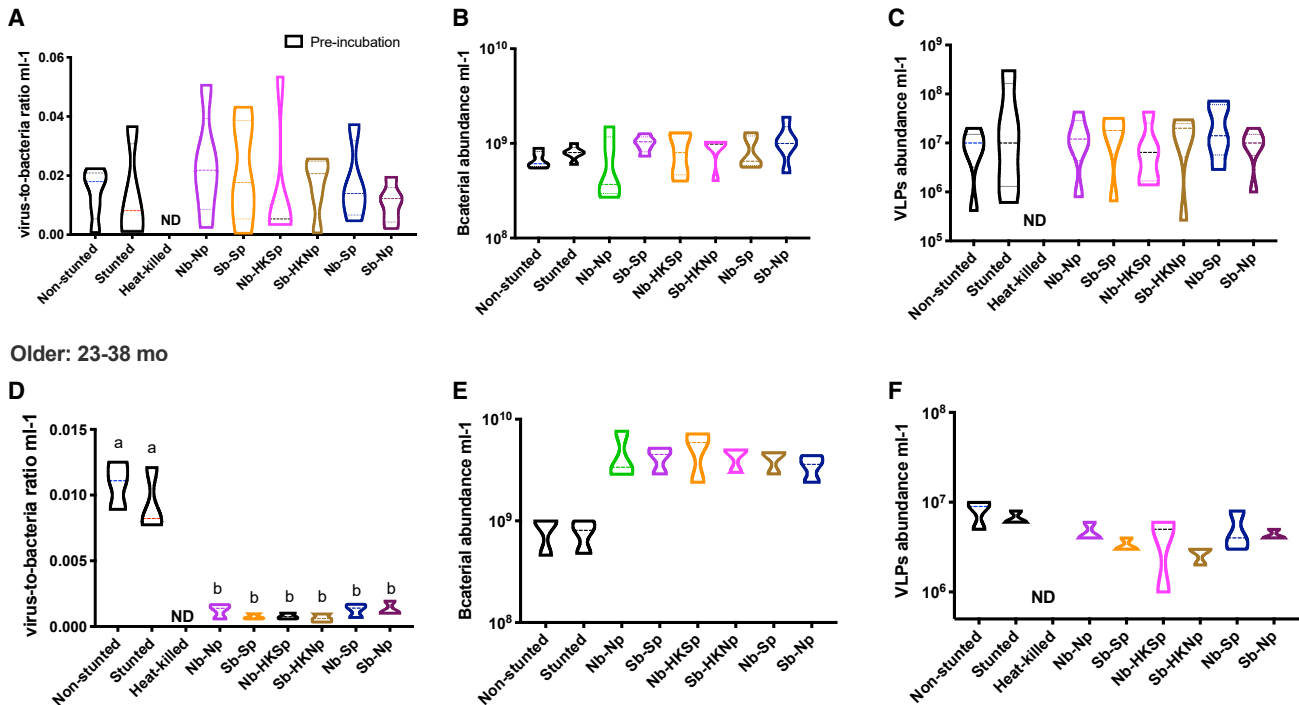 A
Pre-incubation
virus-to-bacteria ratio ml-1
0.06
0.04
0.02
0.00
ND
Non-stunted
Stunted
Heat-killed
Nb-Np
Sb-Sp
Nb-HKSp
Sb-HKNp
Nb-Sp
Sb-Np
B
Bcaterial abundance ml-1
10^10
10^9
10^8
Non-stunted
Stunted
Nb-Np
Sb-Sp
Nb-HKSp
Sb-HKNp
Nb-Sp
Sb-Np
C
VLPs abundance ml-1
10^9
10^8
10^7
10^6
10^5
ND
Non-stunted
Stunted
Heat-killed
Nb-Np
Sb-Sp
Nb-HKSp
Sb-HKNp
Nb-Sp
Sb-Np
Older: 23-38 mo
D
virus-to-bacteria ratio ml-1
0.015
0.010
0.005
0.000
a
a
ND
b
b
b
b
b
b
Non-stunted
Stunted
Heat-killed
Nb-Np
Sb-Sp
Nb-HKSp
Sb-HKNp
Nb-Sp
Sb-Np
E
Bcaterial abundance ml-1
10^10
10^9
10^8
Non-stunted
Stunted
Nb-Np
Sb-Sp
Nb-HKSp
Sb-HKNp
Nb-Sp
Sb-Np
F
VLPs abundance ml-1
10^8
10^7
10^6
ND
Non-stunted
Stunted
Heat-killed
Nb-Np
Sb-Sp
Nb-HKSp
Sb-HKNp
Nb-Sp
Sb-Np